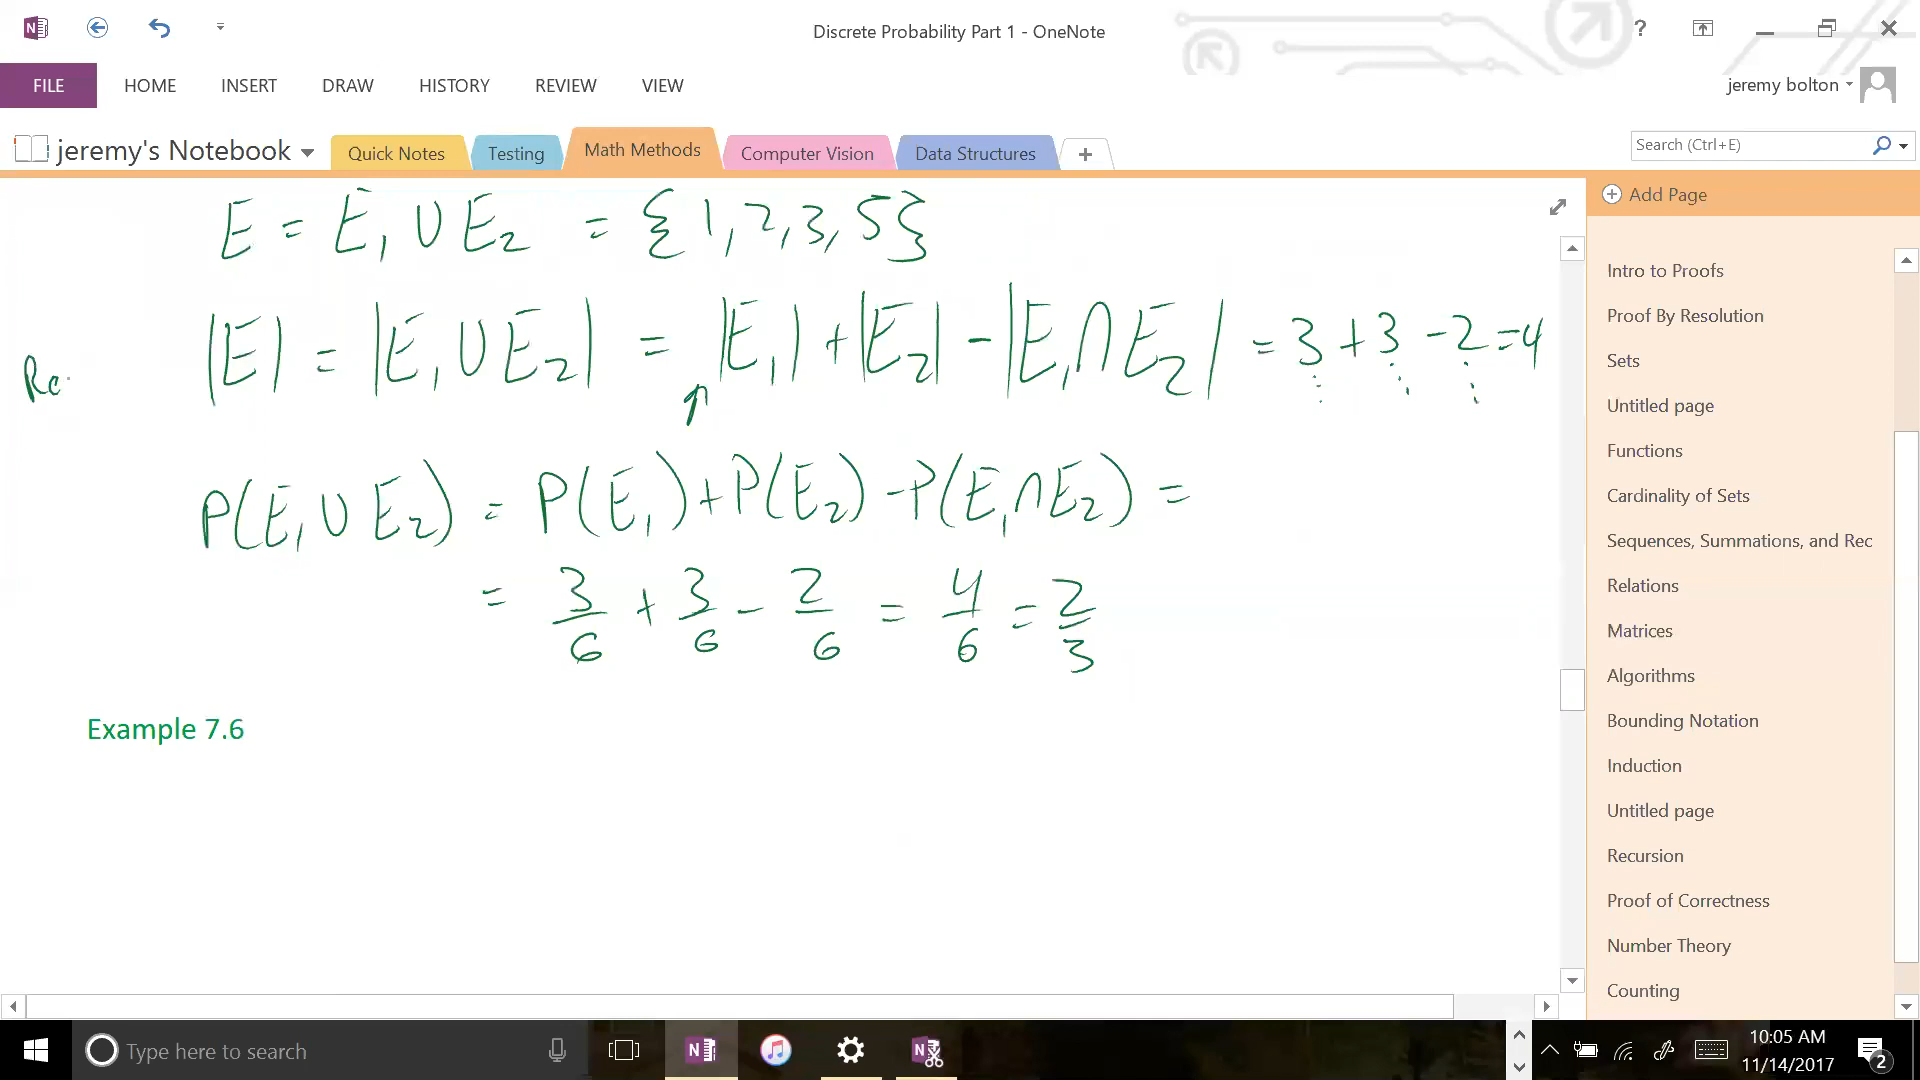 Discrete Probability Part 1 - OneNote
?
FILE HOME INSERT DRAW HISTORY REVIEW VIEW
jeremy bolton
jeremy's Notebook
Quick Notes
Testing
Math Methods
Computer Vision
Data Structures
+
Search (Ctrl+E)
E = E₁ ∪ E₂ = {1, 2, 3, 5}
|E| = |E₁ ∪ E₂| = |E₁| + |E₂| - |E₁ ∩ E₂| = 3 + 3 - 2 = 4
Re
P(E₁ ∪ E₂) = P(E₁) + P(E₂) - P(E₁ ∩ E₂) =
= 3/6 + 3/6 - 2/6 = 4/6 = 2/3
Example 7.6
Add Page
Intro to Proofs
Proof By Resolution
Sets
Untitled page
Functions
Cardinality of Sets
Sequences, Summations, and Rec
Relations
Matrices
Algorithms
Bounding Notation
Induction
Untitled page
Recursion
Proof of Correctness
Number Theory
Counting
Type here to search
N
N
10:05 AM
11/14/2017
2